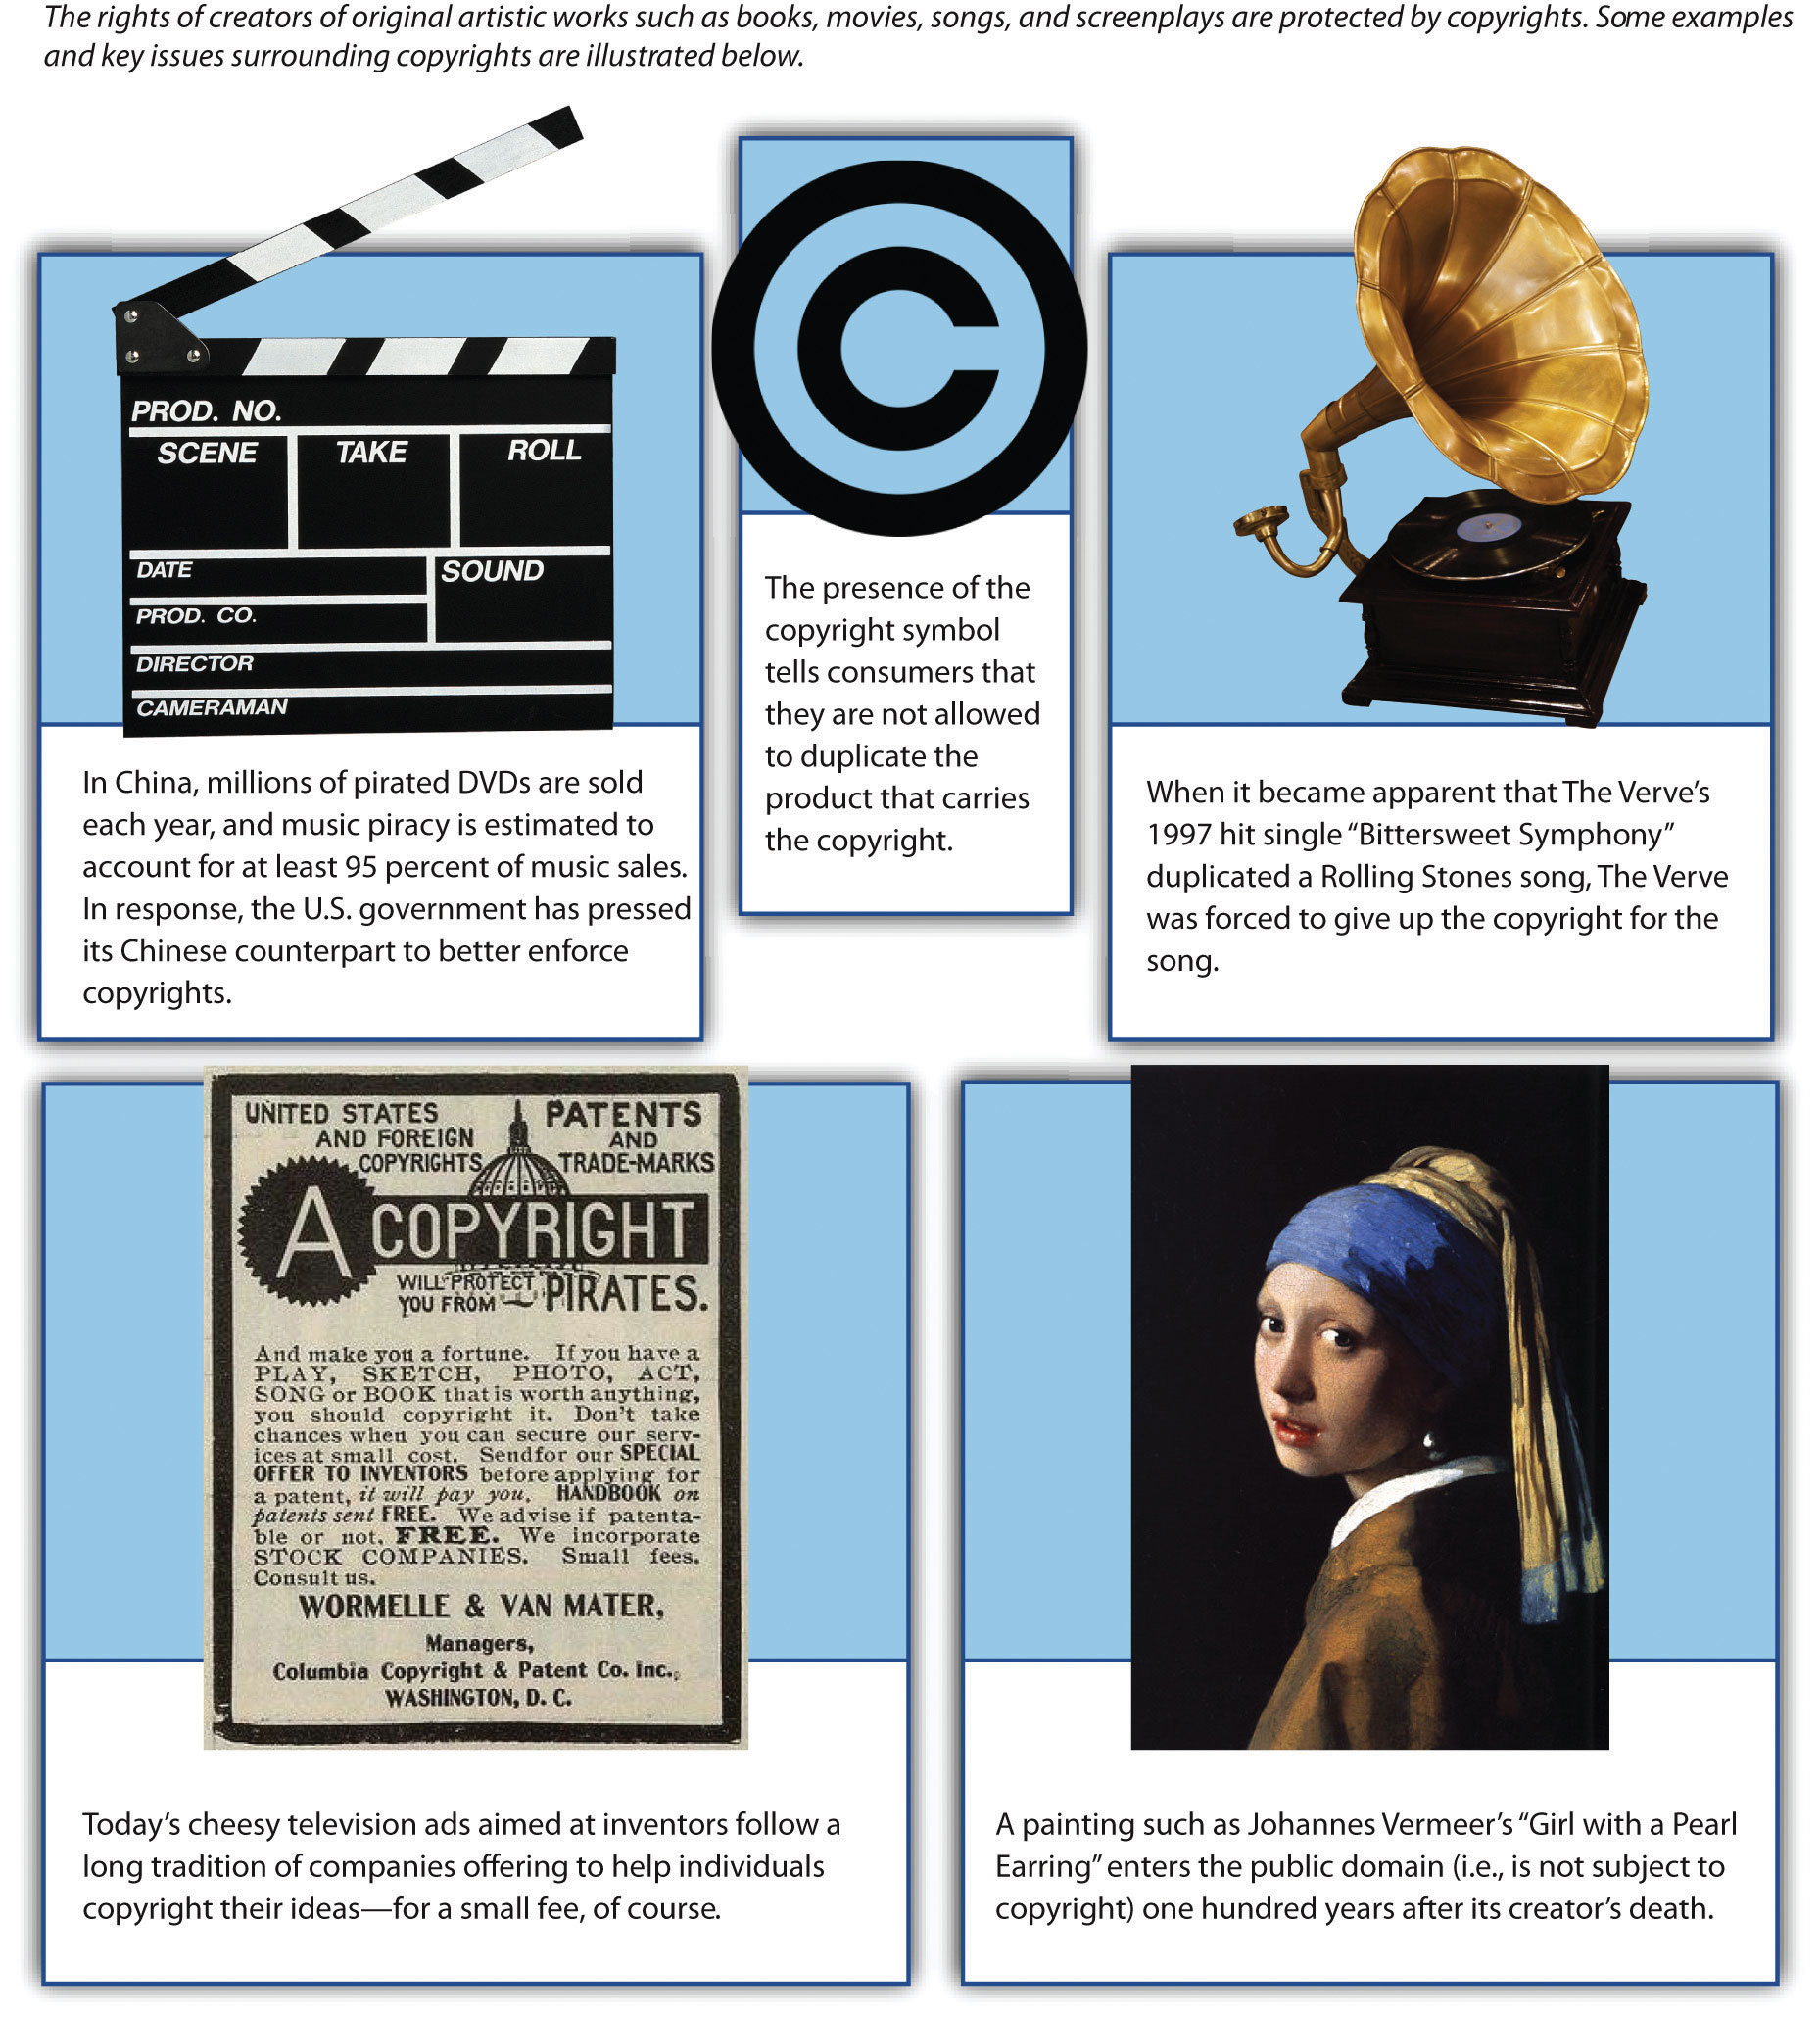 The rights of creators of original artistic works such as books, movies, songs, and screenplays are protected by copyrights. Some examples
and key issues surrounding copyrights are illustrated below.
PROD. NO.
SCENE
TAKE
ROLL
DATE
SOUND
PROD. CO.
DIRECTOR
CAMERAMAN
In China, millions of pirated DVDs are sold
each year, and music piracy is estimated to
account for at least 95 percent of music sales.
In response, the U.S. government has pressed
its Chinese counterpart to better enforce
copyrights.
©
The presence of the
copyright symbol
tells consumers that
they are not allowed
to duplicate the
product that carries
the copyright.
When it became apparent that The Verve’s
1997 hit single “Bittersweet Symphony”
duplicated a Rolling Stones song, The Verve
was forced to give up the copyright for the
song.
UNITED STATES
AND FOREIGN
COPYRIGHTS
PATENTS
AND
TRADE-MARKS
A COPYRIGHT
WILL PROTECT
YOU FROM
PIRATES.
And make you a fortune. If you have a
PLAY, SKETCH, PHOTO, ACT,
SONG or BOOK that is worth anything,
you should copyright it. Don't take
chances when you can secure our serv-
ices at small cost. Send for our SPECIAL
OFFER TO INVENTORS before applying for
a patent, it will pay you. HANDBOOK on
patents sent FREE. We advise if patenta-
ble or not. FREE. We incorporate
STOCK COMPANIES. Small fees.
Consult us.
WORMELLE & VAN MATER,
Managers,
Columbia Copyright & Patent Co. Inc.,
WASHINGTON, D. C.
Today’s cheesy television ads aimed at inventors follow a
long tradition of companies offering to help individuals
copyright their ideas—for a small fee, of course.
A painting such as Johannes Vermeer’s “Girl with a Pearl
Earring” enters the public domain (i.e., is not subject to
copyright) one hundred years after its creator’s death.